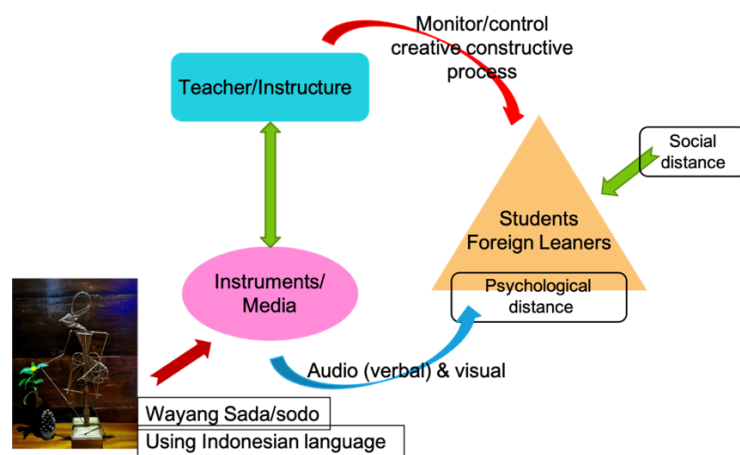 Monitor/control
creative constructive
process
Teacher/Instructure
Social
distance
Students
Foreign Leaners
Instruments/
Media
Psychological
distance
Audio (verbal) & visual
Wayang Sada/sodo
Using Indonesian language